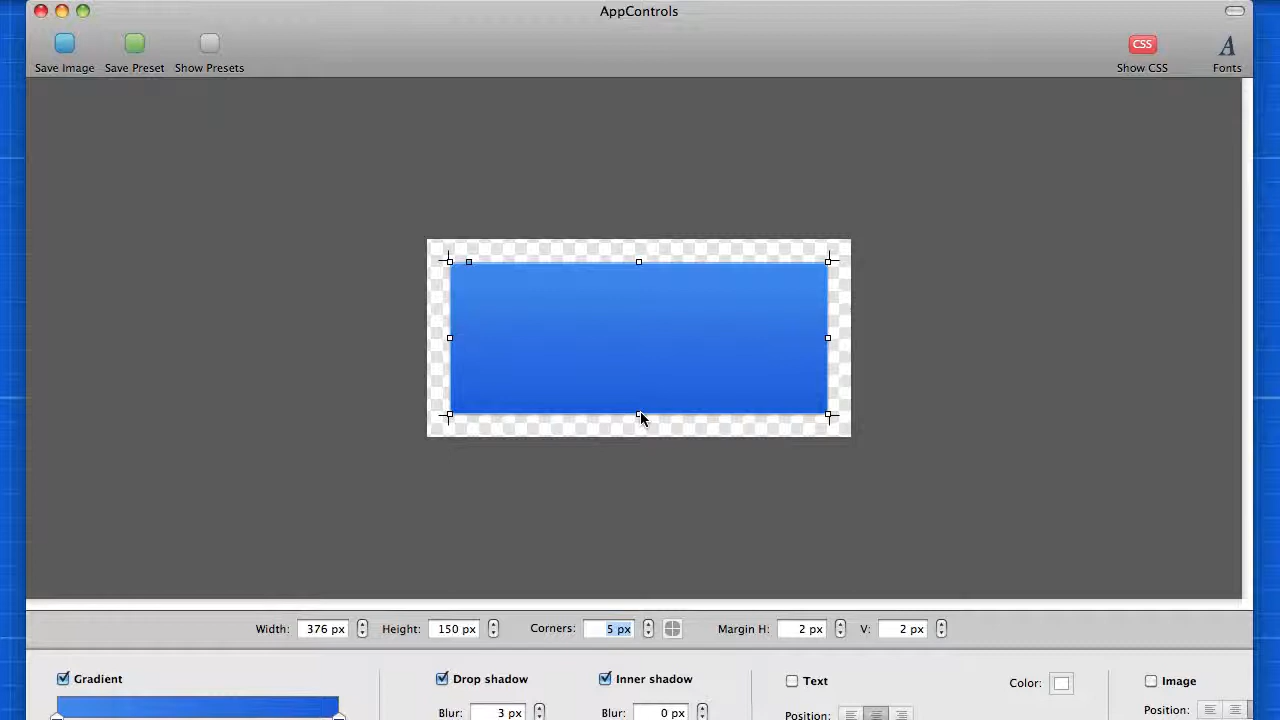 AppControls
Save Image
Save Preset
Show Presets
CSS
Show CSS
A
Fonts
Width: 376 px
Height: 150 px
Corners: 5 px
Margin H: 2 px
V: 2 px
Gradient
Drop shadow
Inner shadow
Text
Color:
Image
Blur: 3 px
Blur: 0 px
Position:
Position: